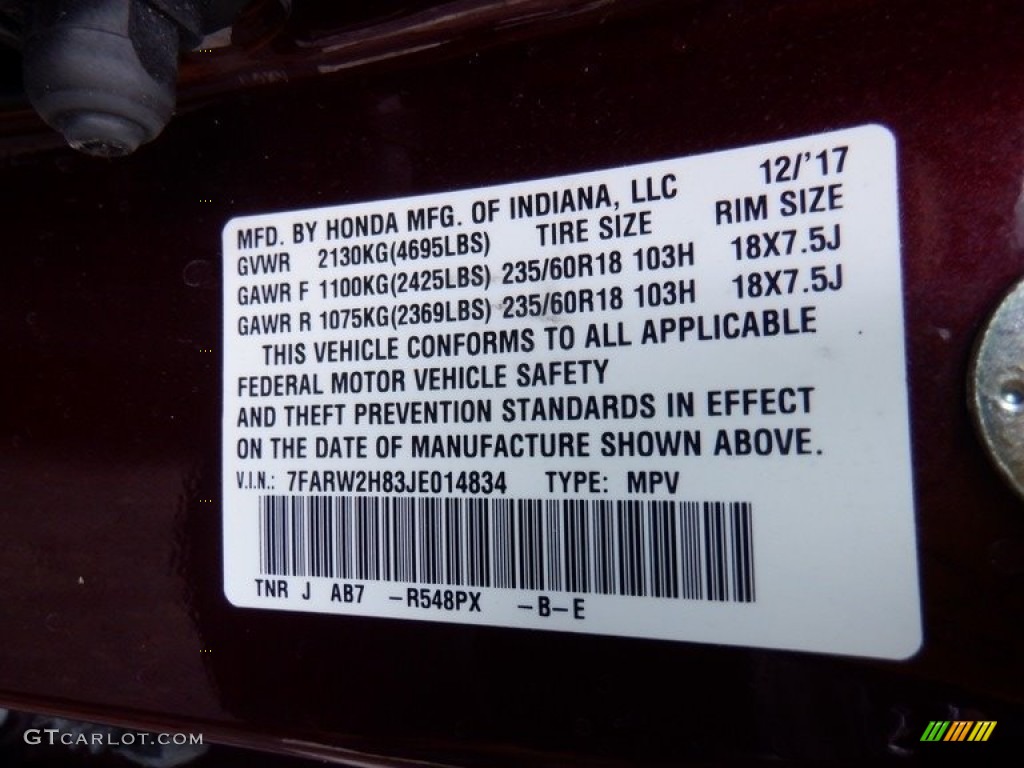 MFD. BY HONDA MFG. OF INDIANA, LLC 12/'17
GVWR 2130KG(4695LBS) TIRE SIZE RIM SIZE
GAWR F 1100KG(2425LBS) 235/60R18 103H 18X7.5J
GAWR R 1075KG(2369LBS) 235/60R18 103H 18X7.5J
THIS VEHICLE CONFORMS TO ALL APPLICABLE
FEDERAL MOTOR VEHICLE SAFETY
AND THEFT PREVENTION STANDARDS IN EFFECT
ON THE DATE OF MANUFACTURE SHOWN ABOVE.
V.I.N.: 7FARW2H83JE014834 TYPE: MPV
TNR J AB7 -R548PX -B-E
GTCARLOT.COM